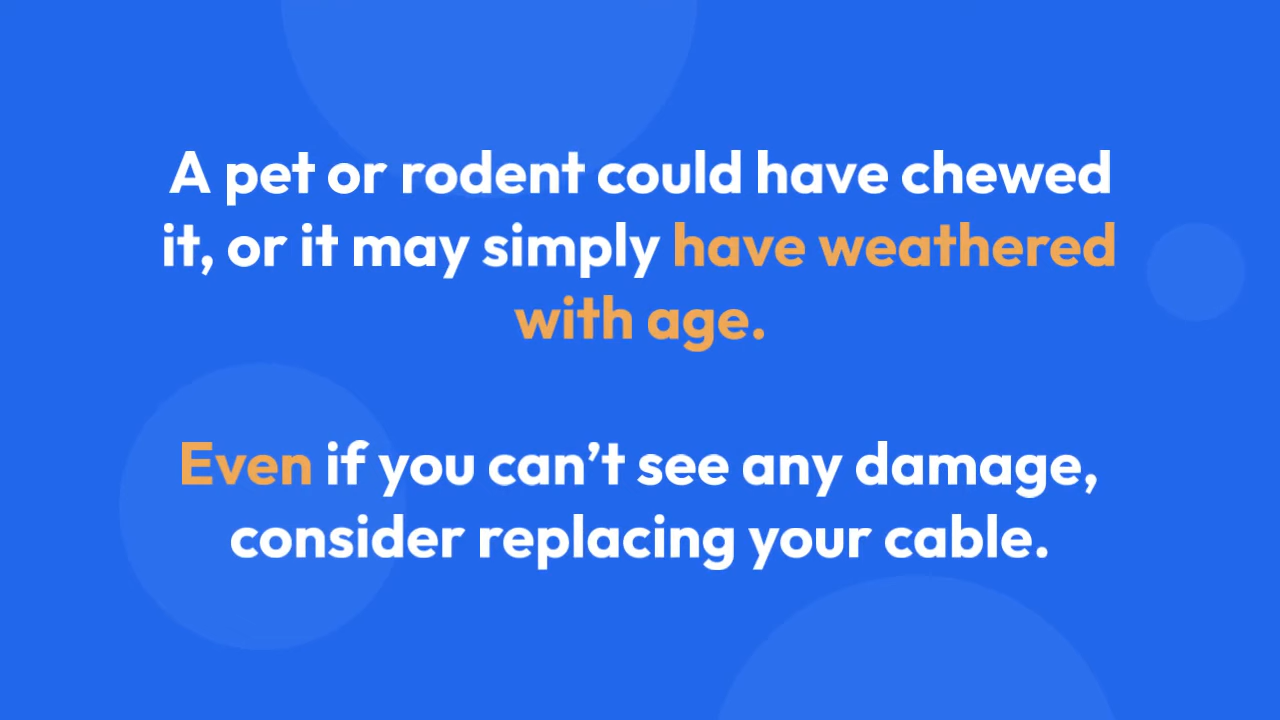 A pet or rodent could have chewed
it, or it may simply have weathered
with age.
Even if you can’t see any damage,
consider replacing your cable.